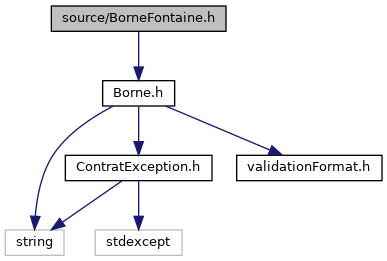 source/BorneFontaine.h
Borne.h
ContratException.h
validationFormat.h
string
stdexcept